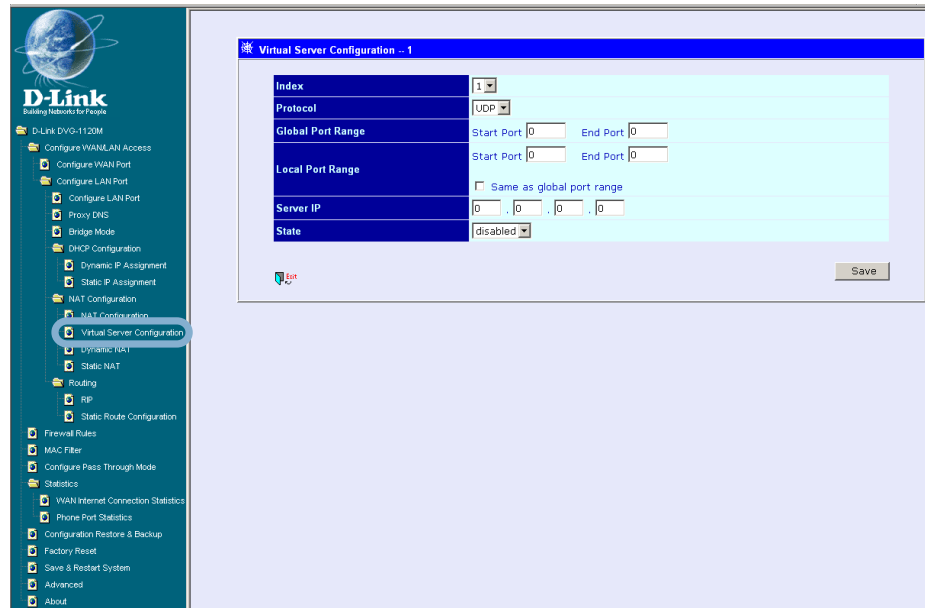 D-Link
Building Networks for People
D-Link DVG-1120M
Configure WAN/LAN Access
Configure WAN Port
Configure LAN Port
Configure LAN Port
Proxy DNS
Bridge Mode
DHCP Configuration
Dynamic IP Assignment
Static IP Assignment
NAT Configuration
NAT Configuration
Virtual Server Configuration
Dynamic NAT
Static NAT
Routing
RIP
Static Route Configuration
Firewall Rules
MAC Filter
Configure Pass Through Mode
Statistics
WAN Internet Connection Statistics
Phone Port Statistics
Configuration Restore & Backup
Factory Reset
Save & Restart System
Advanced
About
Virtual Server Configuration -- 1
Index 1
Protocol UDP
Global Port Range Start Port 0 End Port 0
Local Port Range Start Port 0 End Port 0
Same as global port range
Server IP 0 . 0 . 0 . 0
State disabled
Exit
Save